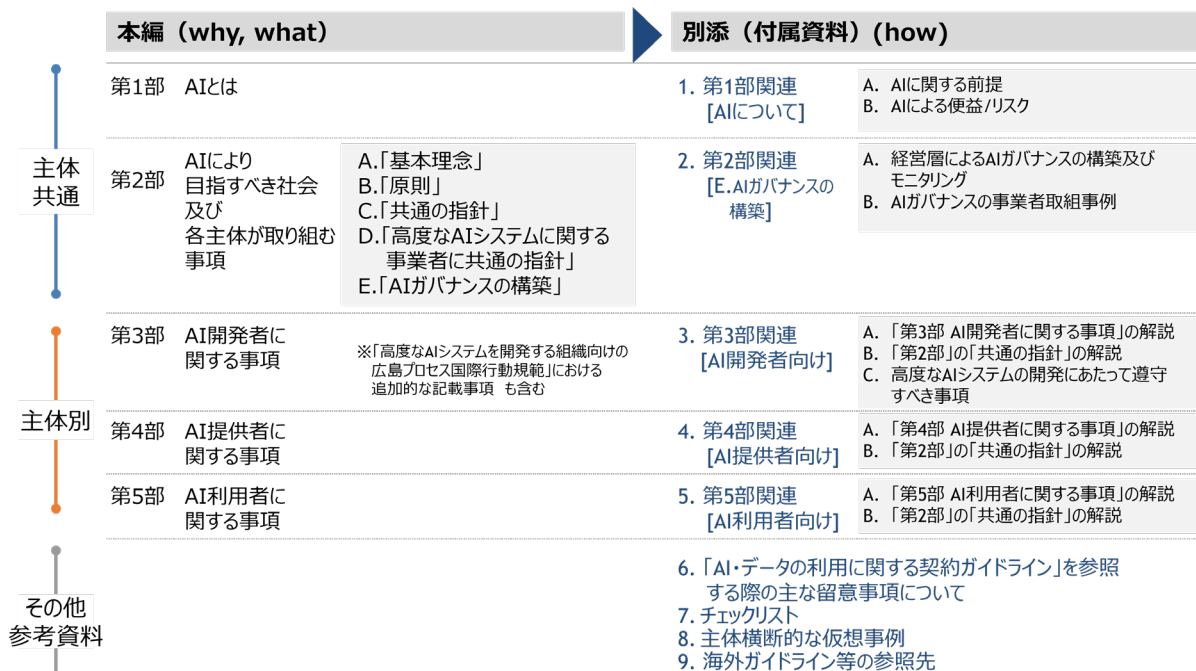 本編（why, what）
別添（付属資料）(how)
主体
共通
第1部 AIとは
1. 第1部関連
[AIについて]
A. AIに関する前提
B. AIによる便益/リスク
第2部
AIにより
目指すべき社会
及び
各主体が取り組む
事項
A.「基本理念」
B.「原則」
C.「共通の指針」
D.「高度なAIシステムに関する
事業者に共通の指針」
E.「AIガバナンスの構築」
2. 第2部関連
[E.AIガバナンスの
構築]
A. 経営層によるAIガバナンスの構築及び
モニタリング
B. AIガバナンスの事業者取組事例
主体別
第3部 AI開発者に
関する事項
※「高度なAIシステムを開発する組織向けの
広島プロセス国際行動規範」における
追加的な記載事項 も含む
3. 第3部関連
[AI開発者向け]
A. 「第3部 AI開発者に関する事項」の解説
B. 「第2部」の「共通の指針」の解説
C. 高度なAIシステムの開発にあたって遵守
すべき事項
第4部 AI提供者に
関する事項
4. 第4部関連
[AI提供者向け]
A. 「第4部 AI提供者に関する事項」の解説
B. 「第2部」の「共通の指針」の解説
第5部 AI利用者に
関する事項
5. 第5部関連
[AI利用者向け]
A. 「第5部 AI利用者に関する事項」の解説
B. 「第2部」の「共通の指針」の解説
その他
参考資料
6. 「AI・データの利用に関する契約ガイドライン」を参照
する際の主な留意事項について
7. チェックリスト
8. 主体横断的な仮想事例
9. 海外ガイドライン等の参照先